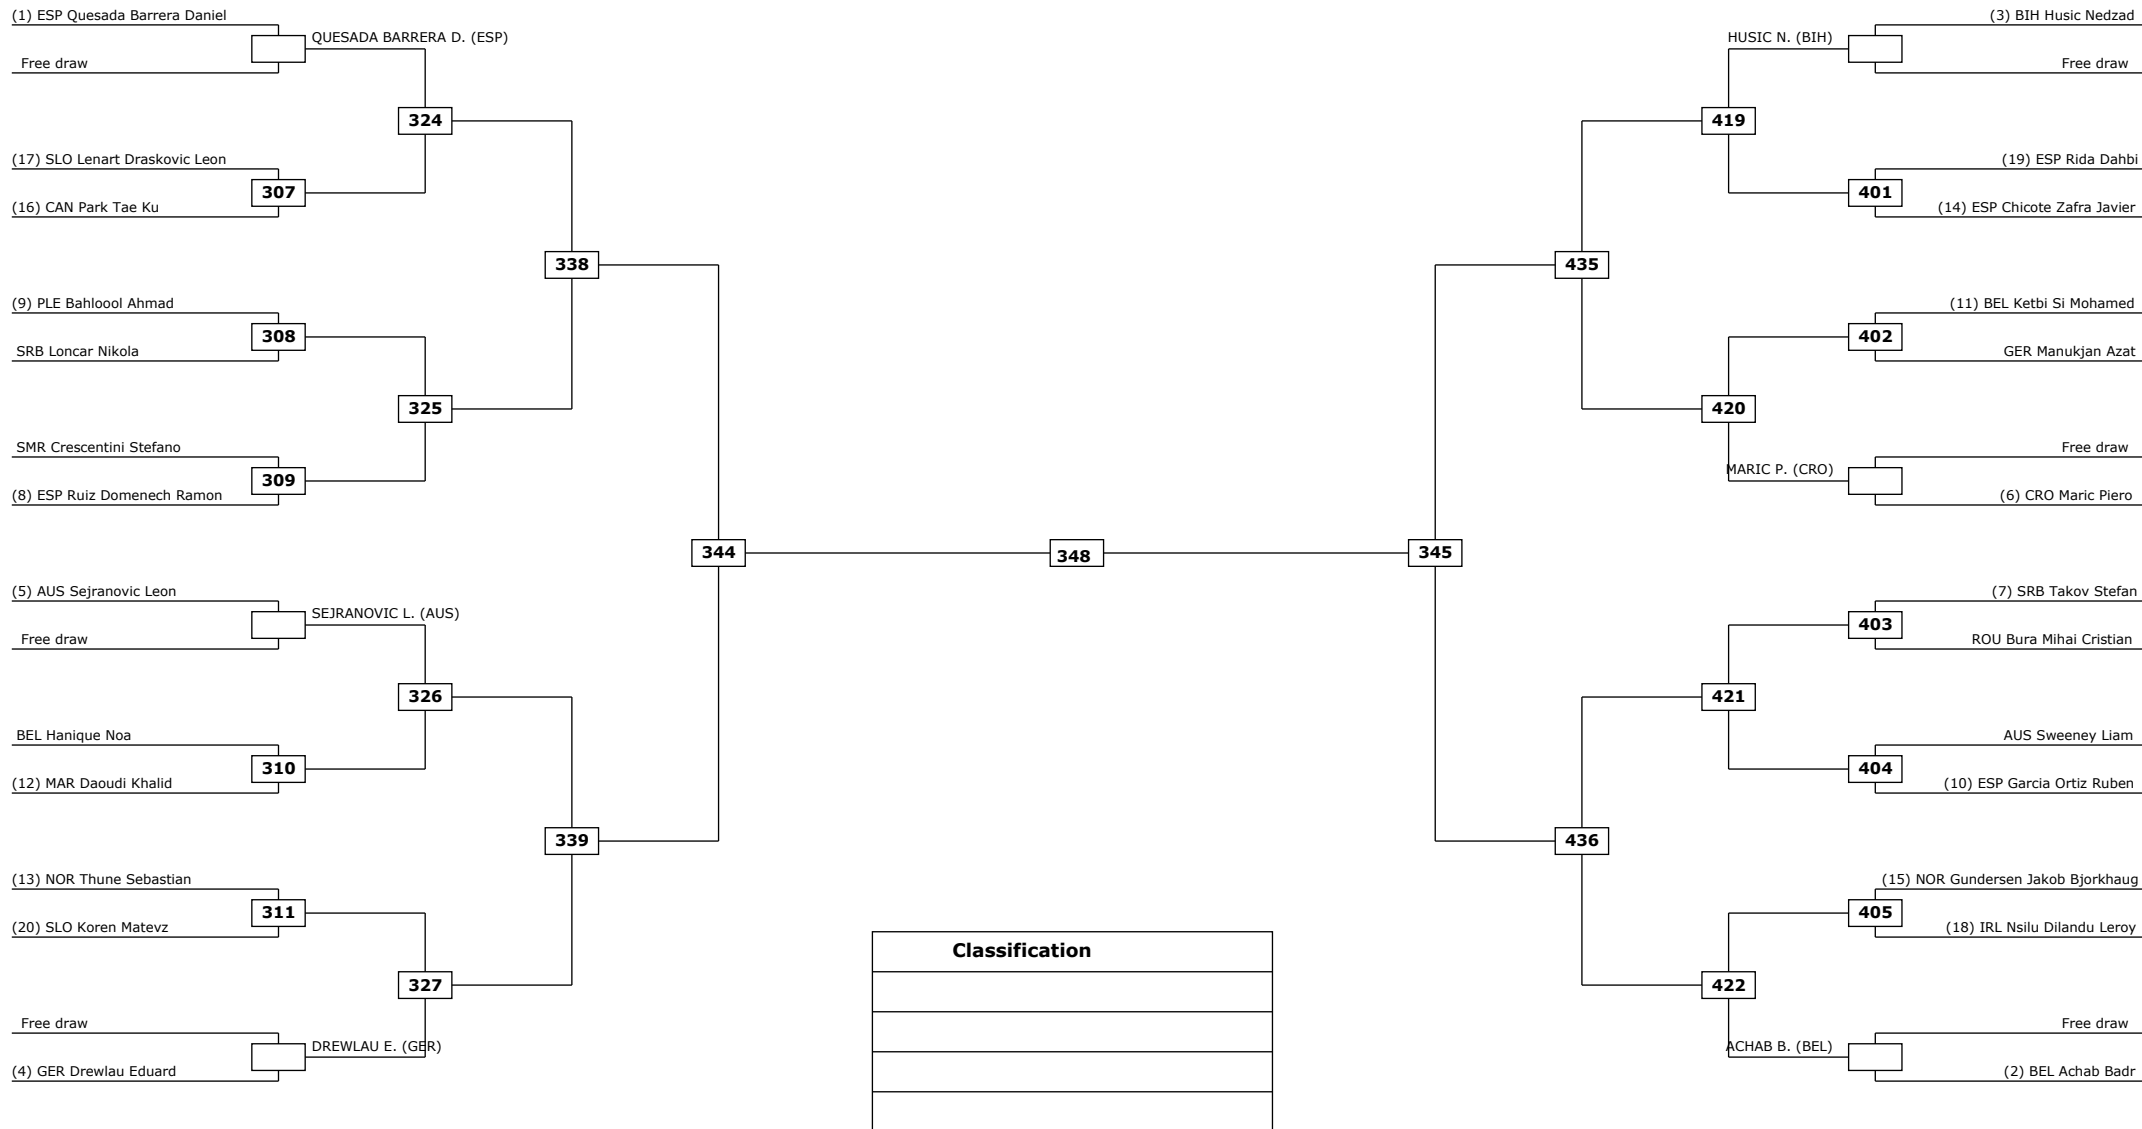 (1) ESP Quesada Barrera Daniel
QUESADA BARRERA D. (ESP)
Free draw
324
(17) SLO Lenart Draskovic Leon
307
(16) CAN Park Tae Ku
338
(9) PLE Bahloool Ahmad
308
SRB Loncar Nikola
325
SMR Crescentini Stefano
309
(8) ESP Ruiz Domenech Ramon
344
(5) AUS Sejranovic Leon
SEJRANOVIC L. (AUS)
Free draw
326
BEL Hanique Noa
310
(12) MAR Daoudi Khalid
339
(13) NOR Thune Sebastian
311
(20) SLO Koren Matevz
327
Free draw
DREWLAU E. (GER)
(4) GER Drewlau Eduard
348
Classification
(3) BIH Husic Nedzad
HUSIC N. (BIH)
Free draw
419
(19) ESP Rida Dahbi
401
(14) ESP Chicote Zafra Javier
435
(11) BEL Ketbi Si Mohamed
402
GER Manukjan Azat
420
Free draw
MARIC P. (CRO)
(6) CRO Maric Piero
345
(7) SRB Takov Stefan
403
ROU Bura Mihai Cristian
421
AUS Sweeney Liam
404
(10) ESP Garcia Ortiz Ruben
436
(15) NOR Gundersen Jakob Bjorkhaug
405
(18) IRL Nsilu Dilandu Leroy
422
Free draw
ACHAB B. (BEL)
(2) BEL Achab Badr